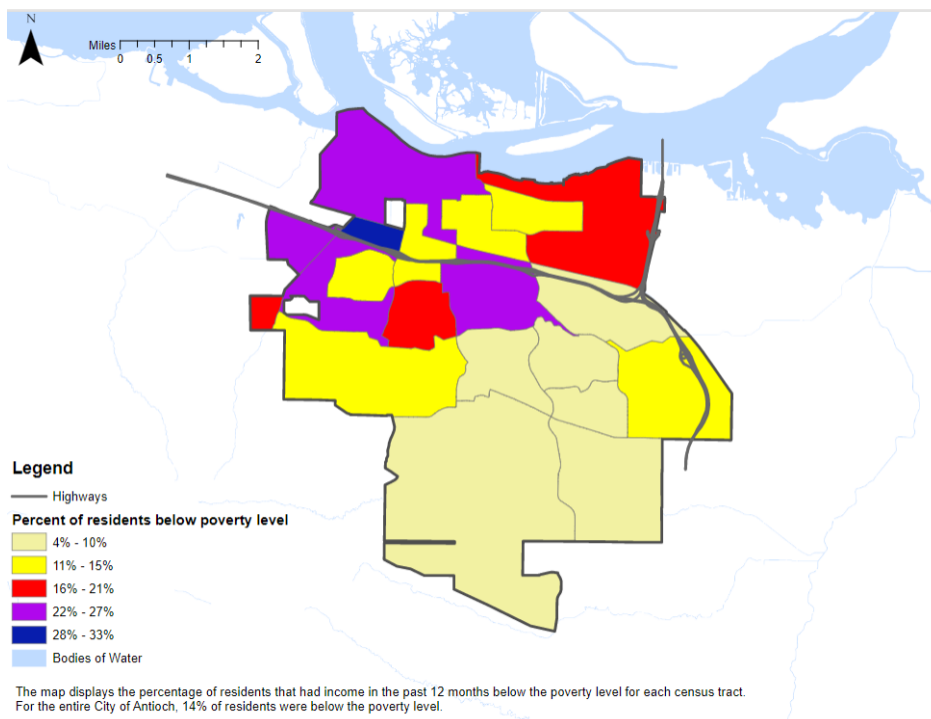 N
Miles
0 0.5 1 2
Legend
Highways
Percent of residents below poverty level
4% - 10%
11% - 15%
16% - 21%
22% - 27%
28% - 33%
Bodies of Water
The map displays the percentage of residents that had income in the past 12 months below the poverty level for each census tract.
For the entire City of Antioch, 14% of residents were below the poverty level.